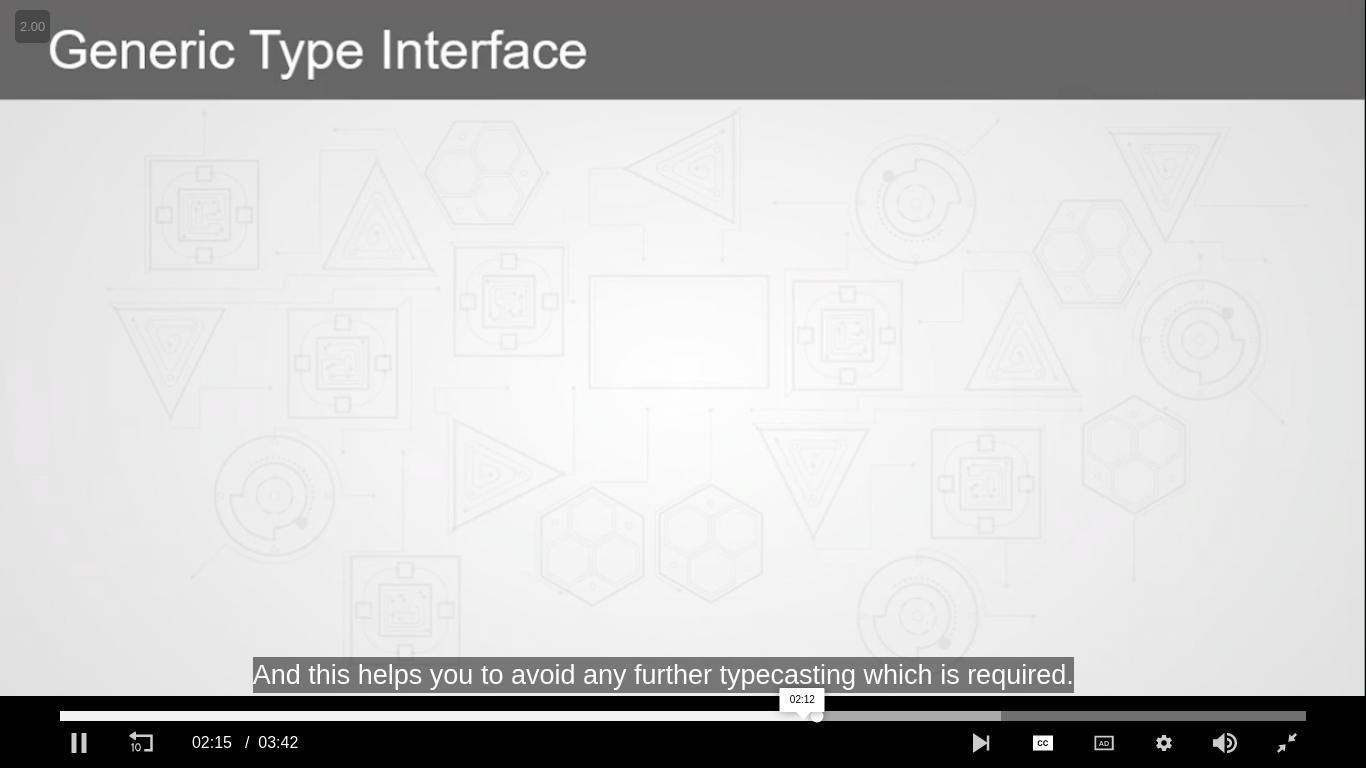 2.00
Generic Type Interface
And this helps you to avoid any further typecasting which is required.
02:12
10 02:15 / 03:42 CC AD